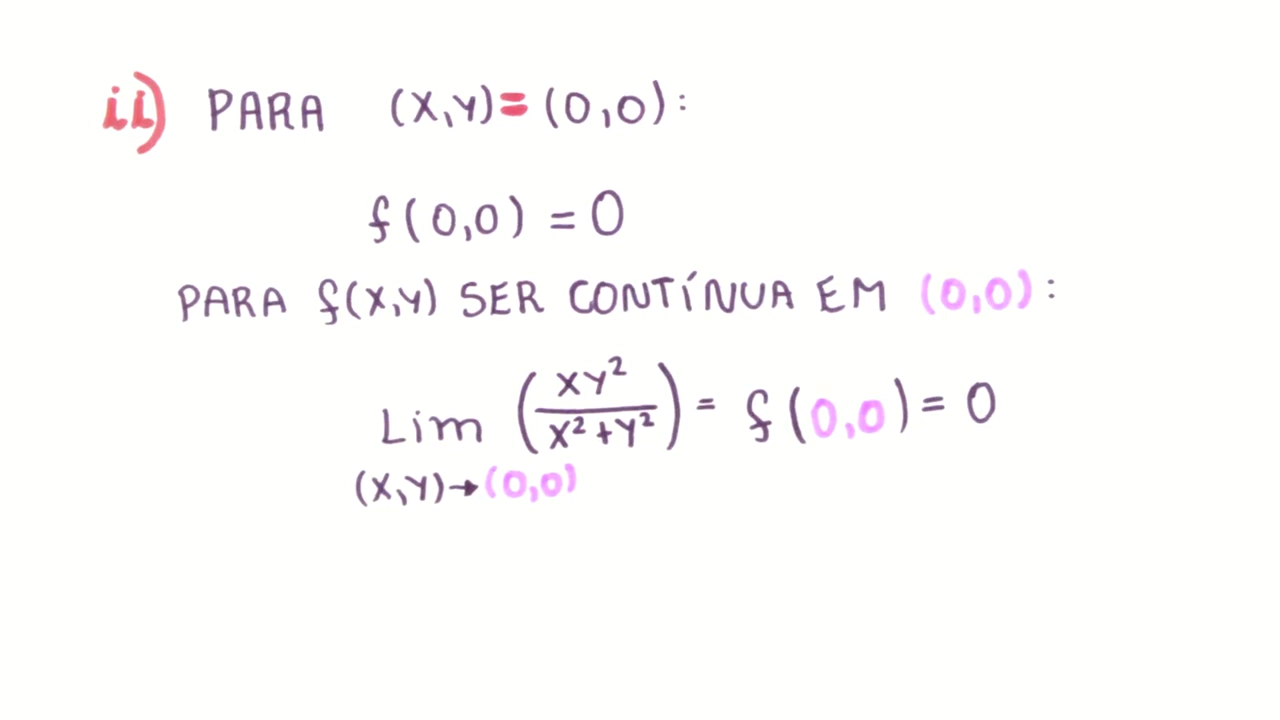 ii) PARA (X,Y) = (0,0):
f(0,0) = 0
PARA f(X,Y) SER CONTÍNUA EM (0,0):
Lim (XY²/X²+Y²) = f(0,0) = 0
(X,Y)→(0,0)